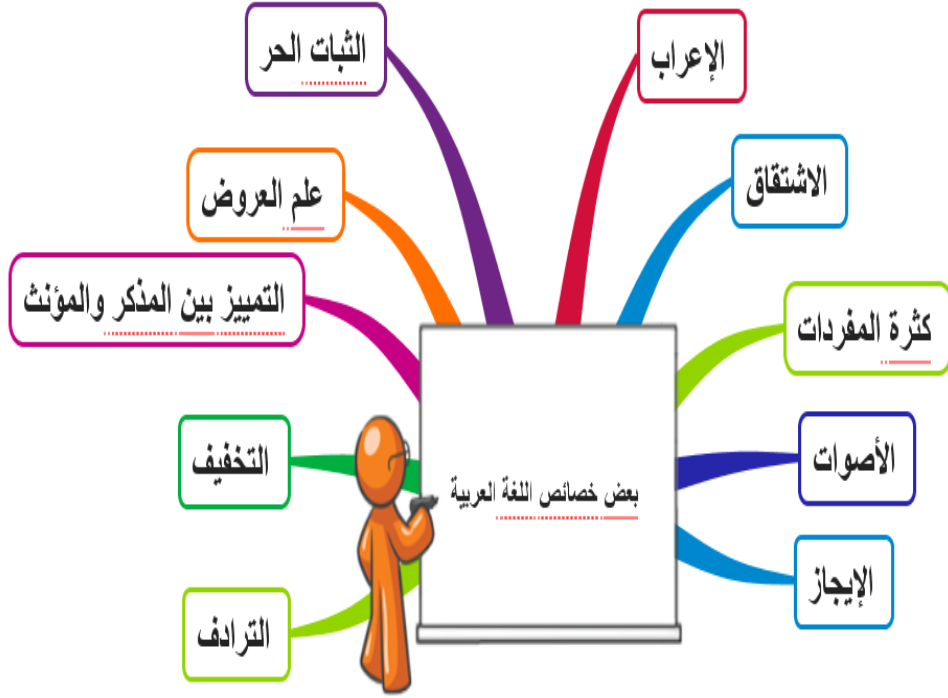 بعض خصائص اللغة العربية
الإعراب
الاشتقاق
كثرة المفردات
الأصوات
الإيجاز
الثبات الحر
علم العروض
التمييز بين المذكر والمؤنث
التخفيف
الترادف